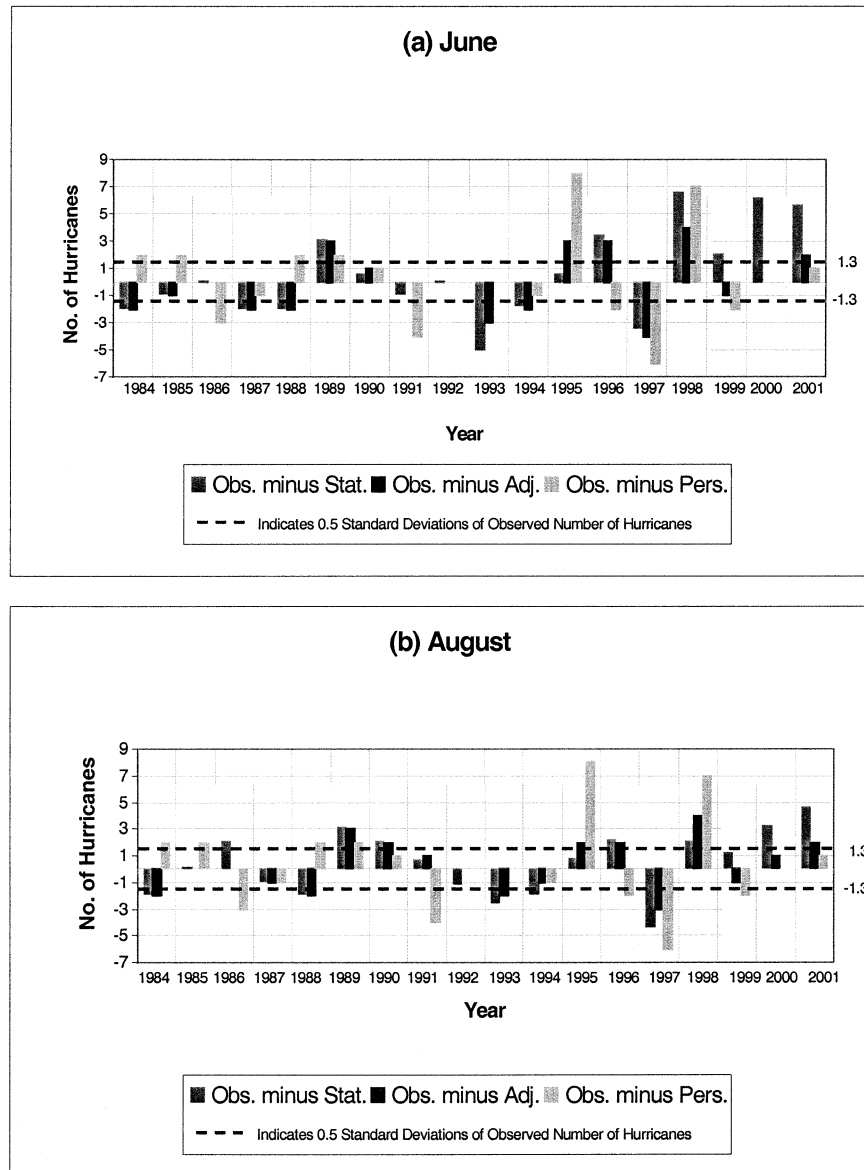 (a) June
No. of Hurricanes
9
7
5
3
1
-1
-3
-5
-7
1.3
-1.3
1984 1985 1986 1987 1988 1989 1990 1991 1992 1993 1994 1995 1996 1997 1998 1999 2000 2001
Year
Obs. minus Stat. Obs. minus Adj. Obs. minus Pers.
Indicates 0.5 Standard Deviations of Observed Number of Hurricanes
(b) August
No. of Hurricanes
9
7
5
3
1
-1
-3
-5
-7
1.3
-1.3
1984 1985 1986 1987 1988 1989 1990 1991 1992 1993 1994 1995 1996 1997 1998 1999 2000 2001
Year
Obs. minus Stat. Obs. minus Adj. Obs. minus Pers.
Indicates 0.5 Standard Deviations of Observed Number of Hurricanes